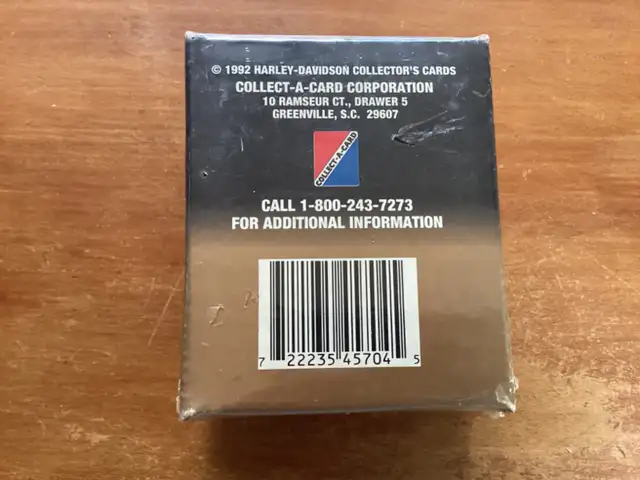 © 1992 HARLEY-DAVIDSON COLLECTOR'S CARDS
COLLECT-A-CARD CORPORATION
10 RAMSEUR CT., DRAWER 5
GREENVILLE, S.C. 29607
COLLECT-A-CARD
CALL 1-800-243-7273
FOR ADDITIONAL INFORMATION
7 22235 45704 5